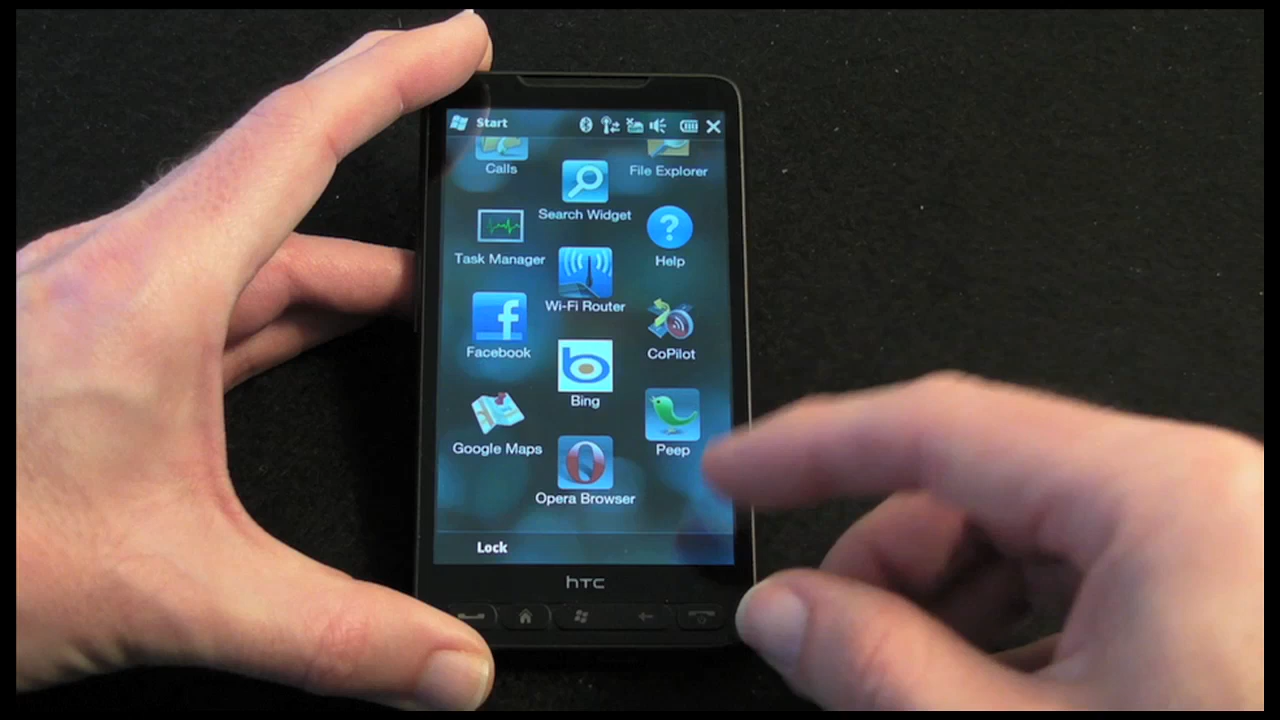 Start
Calls
File Explorer
Search Widget
Task Manager
Help
Wi-Fi Router
Facebook
CoPilot
Bing
Google Maps
Peep
Opera Browser
Lock
hTC